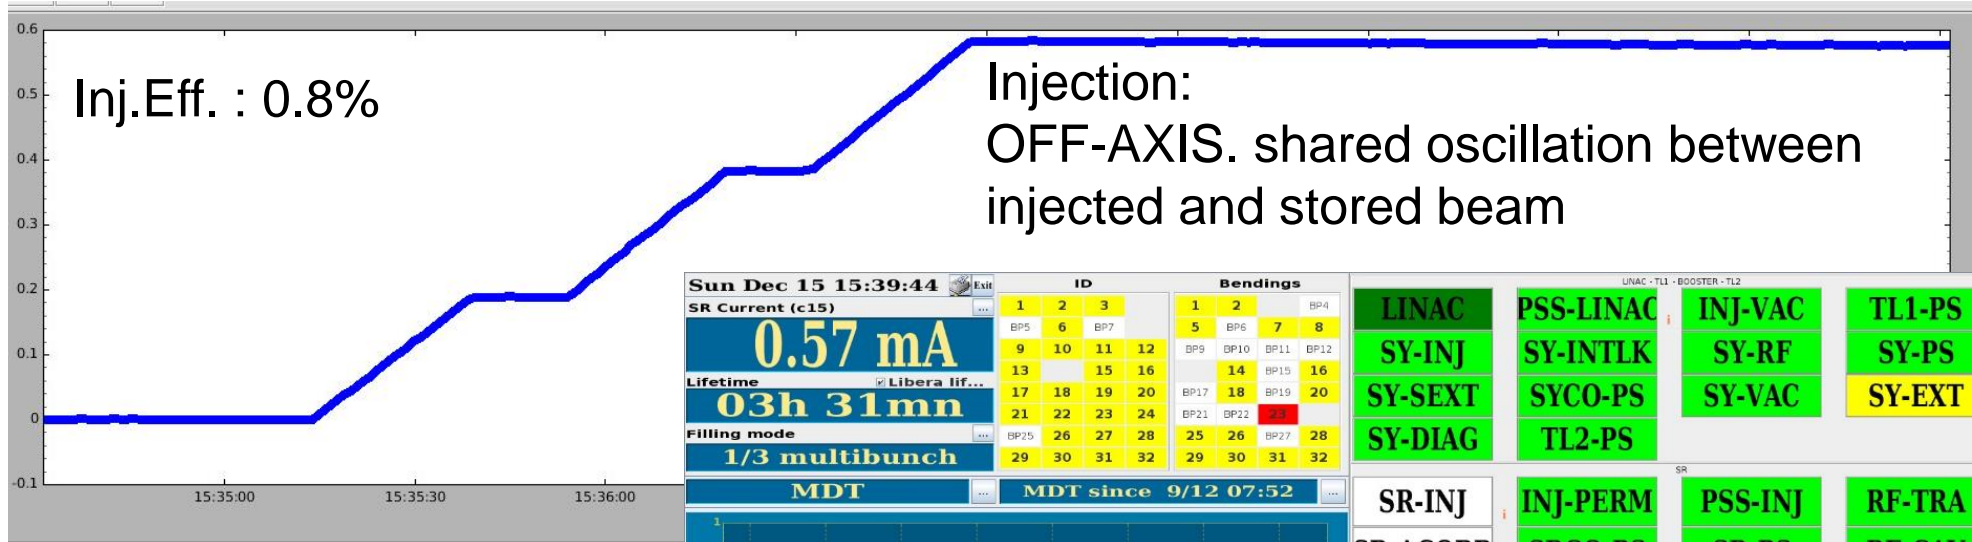 0.6
0.5
0.4
0.3
0.2
0.1
0
-0.1
Inj.Eff. : 0.8%
Injection:
OFF-AXIS. shared oscillation between
injected and stored beam
15:35:00
15:35:30
15:36:00
Sun Dec 15 15:39:44 Exit
SR Current (c15) ...
0.57 mA
Lifetime Libera lif...
03h 31mn
Filling mode ...
1/3 multibunch
MDT ...
MDT since 9/12 07:52 ...
1
ID
1 2 3
BP5 6 BP7
9 10 11 12
13 15 16
17 18 19 20
21 22 23 24
BP25 26 27 28
29 30 31 32
Bendings
1 2 BP4
5 BP6 7 8
BP9 BP10 BP11 BP12
14 BP15 16
BP17 18 BP19 20
BP21 BP22 23
25 26 BP27 28
29 30 31 32
LINAC - TL1 - BOOSTER - TL2
LINAC PSS-LINAC i INJ-VAC TL1-PS
SY-INJ SY-INTLK SY-RF SY-PS
SY-SEXT SYCO-PS SY-VAC SY-EXT
SY-DIAG TL2-PS
SR
SR-INJ i INJ-PERM PSS-INJ RF-TRA